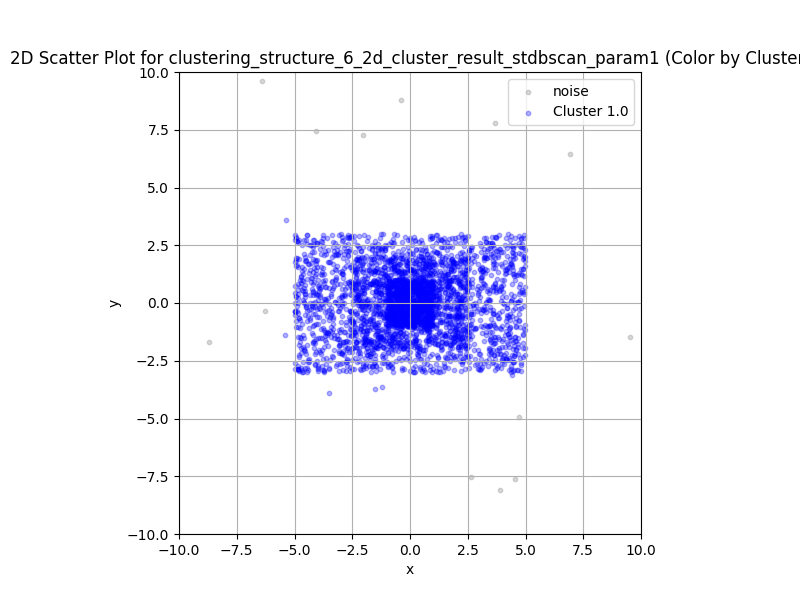 2D Scatter Plot for clustering_structure_6_2d_cluster_result_stdbscan_param1 (Color by Cluster
noise
Cluster 1.0
10.0
7.5
5.0
2.5
0.0
−2.5
−5.0
−7.5
−10.0
y
−10.0 −7.5 −5.0 −2.5 0.0 2.5 5.0 7.5 10.0
x